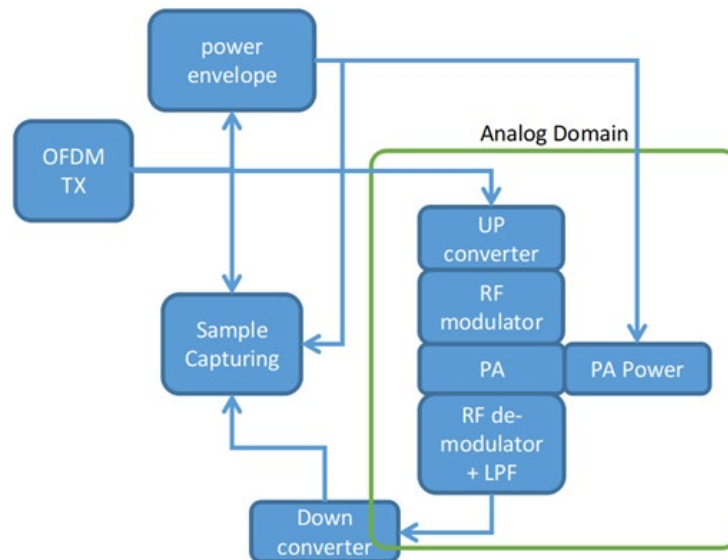 power
envelope
OFDM
TX
Analog Domain
UP
converter
RF
modulator
Sample
Capturing
PA
PA Power
RF de-
modulator
+ LPF
Down
converter